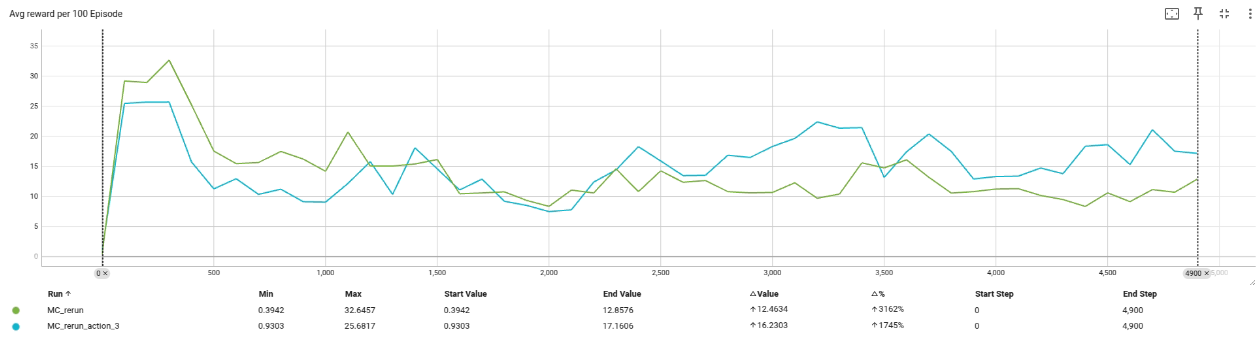 Avg reward per 100 Episode
35
30
25
20
15
10
5
0
0 × 500 1,000 1,500 2,000 2,500 3,000 3,500 4,000 4,500 4900 × 5,000
Run ↑ Min Max Start Value End Value △Value △% Start Step End Step
MC_rerun 0.3942 32.6457 0.3942 12.8576 ↑12.4634 ↑3162% 0 4,900
MC_rerun_action_3 0.9303 25.6817 0.9303 17.1606 ↑16.2303 ↑1745% 0 4,900